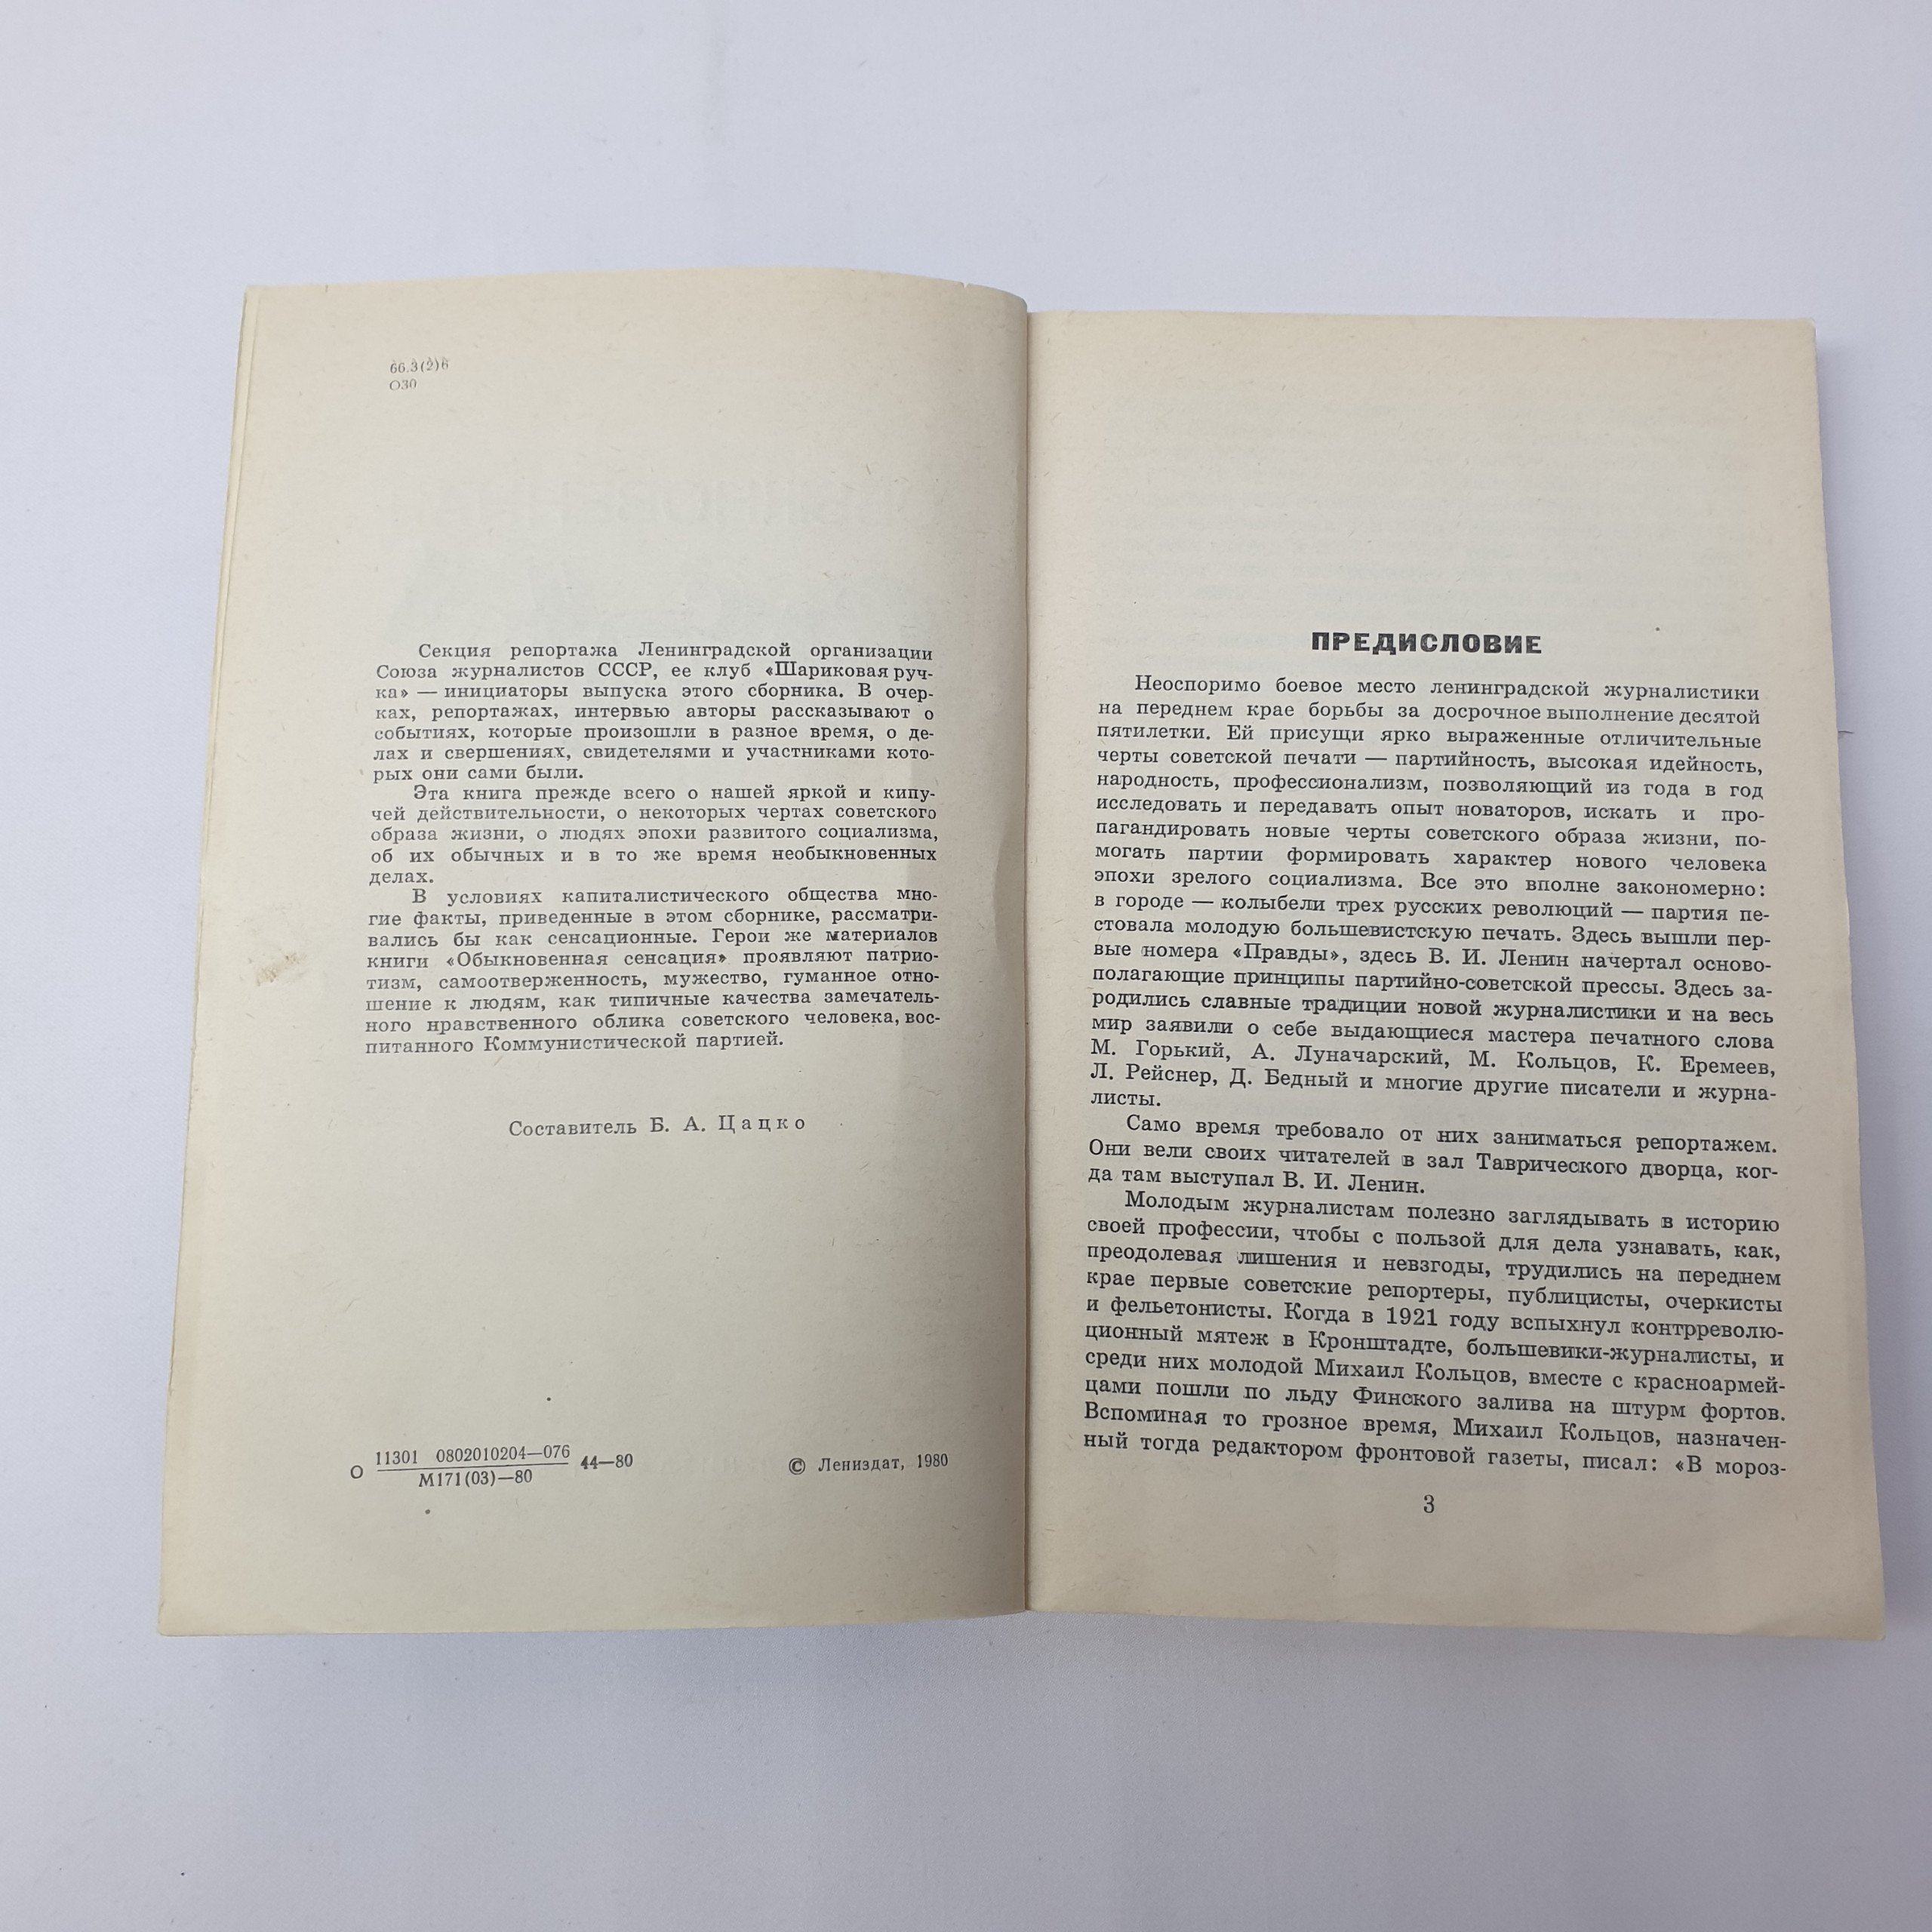 66.3(2)6
О30
Секция репортажа Ленинградской организации
Союза журналистов СССР, ее клуб «Шариковая руч-
ка» — инициаторы выпуска этого сборника. В очер-
ках, репортажах, интервью авторы рассказывают о
событиях, которые произошли в разное время, о де-
лах и свершениях, свидетелями и участниками кото-
рых они сами были.
Эта книга прежде всего о нашей яркой и кипу-
чей действительности, о некоторых чертах советского
образа жизни, о людях эпохи развитого социализма,
об их обычных и в то же время необыкновенных
делах.
В условиях капиталистического общества мно-
гие факты, приведенные в этом сборнике, рассматри-
вались бы как сенсационные. Герои же материалов
книги «Обыкновенная сенсация» проявляют патрио-
тизм, самоотверженность, мужество, гуманное отно-
шение к людям, как типичные качества замечатель-
ного нравственного облика советского человека, вос-
питанного Коммунистической партией.
Составитель Б. А. Цацко
О 11301 0802010204—076 44—80
М171(03)—80
© Лениздат, 1980
ПРЕДИСЛОВИЕ
Неоспоримо боевое место ленинградской журналистики
на переднем крае борьбы за досрочное выполнение десятой
пятилетки. Ей присущи ярко выраженные отличительные
черты советской печати — партийность, высокая идейность,
народность, профессионализм, позволяющий из года в год
исследовать и передавать опыт новаторов, искать и про-
пагандировать новые черты советского образа жизни, по-
могать партии формировать характер нового человека
эпохи зрелого социализма. Все это вполне закономерно:
в городе — колыбели трех русских революций — партия пе-
стовала молодую большевистскую печать. Здесь вышли пер-
вые номера «Правды», здесь В. И. Ленин начертал осново-
полагающие принципы партийно-советской прессы. Здесь за-
родились славные традиции новой журналистики и на весь
мир заявили о себе выдающиеся мастера печатного слова
М. Горький, А. Луначарский, М. Кольцов, К. Еремеев,
Л. Рейснер, Д. Бедный и многие другие писатели и журна-
листы.
Само время требовало от них заниматься репортажем.
Они вели своих читателей в зал Таврического дворца, ког-
да там выступал В. И. Ленин.
Молодым журналистам полезно заглядывать в историю
своей профессии, чтобы с пользой для дела узнавать, как,
преодолевая лишения и невзгоды, трудились на переднем
крае первые советские репортеры, публицисты, очеркисты
и фельетонисты. Когда в 1921 году вспыхнул контрреволю-
ционный мятеж в Кронштадте, большевики-журналисты, и
среди них молодой Михаил Кольцов, вместе с красноармей-
цами пошли по льду Финского залива на штурм фортов.
Вспоминая то грозное время, Михаил Кольцов, назначен-
ный тогда редактором фронтовой газеты, писал: «В мороз-
3